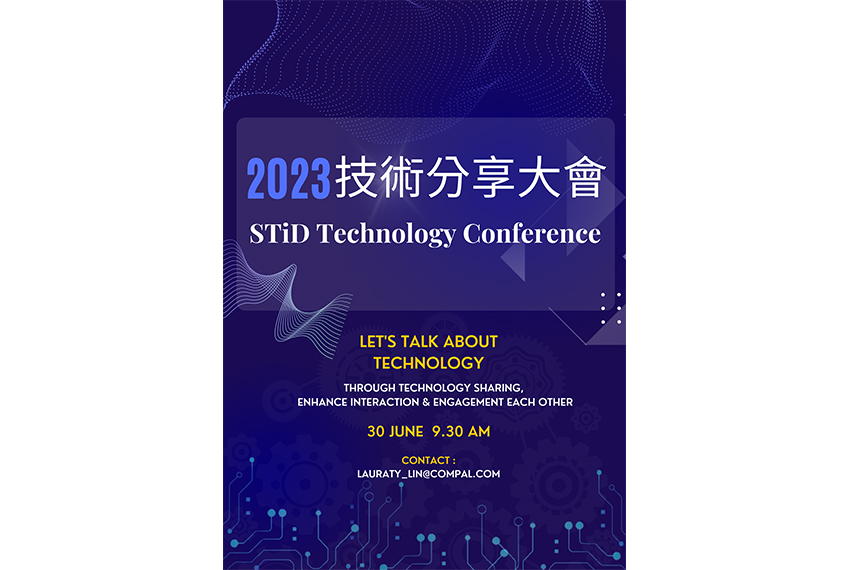 2023技術分享大會
STiD Technology Conference
LET'S TALK ABOUT
TECHNOLOGY
THROUGH TECHNOLOGY SHARING,
ENHANCE INTERACTION & ENGAGEMENT EACH OTHER
30 JUNE 9.30 AM
CONTACT :
LAURATY_LIN@COMPAL.COM